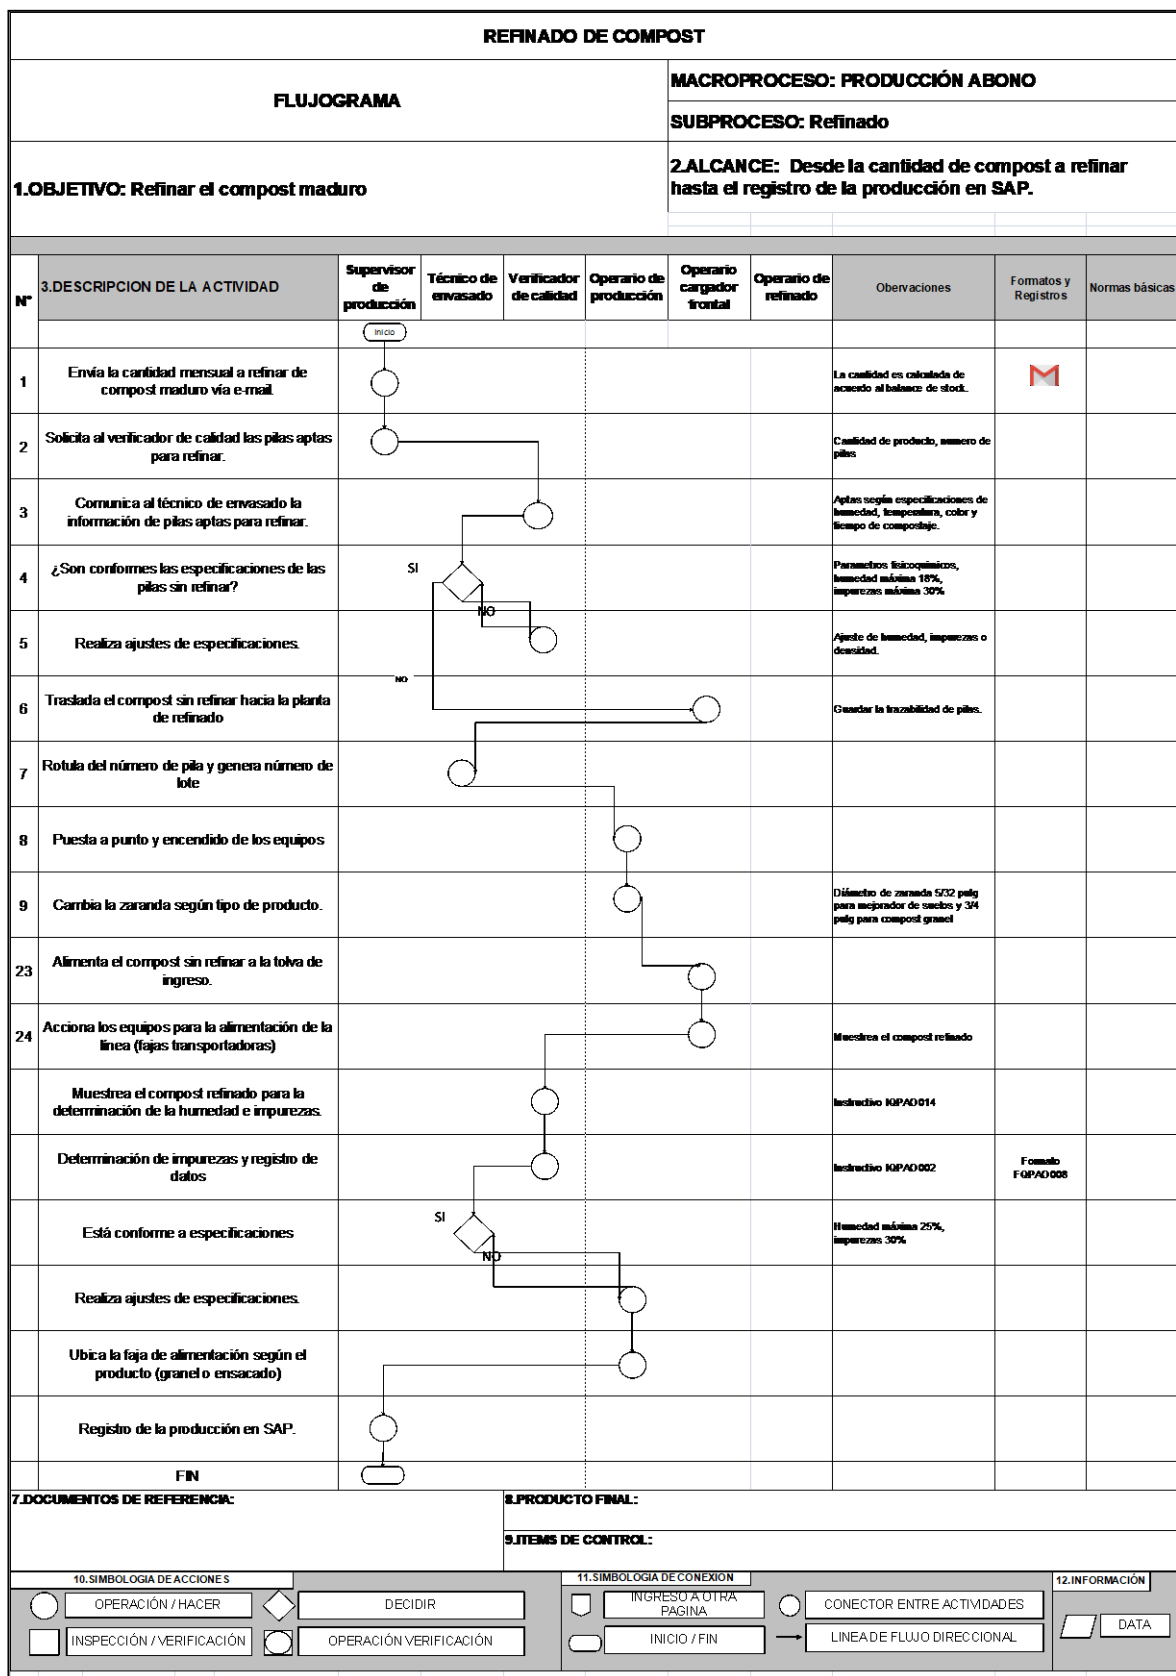 REFINADO DE COMPOST
FLUJOGRAMA
MACROPROCESO: PRODUCCIÓN ABONO
SUBPROCESO: Refinado
1.OBJETIVO: Refinar el compost maduro
2.ALCANCE: Desde la cantidad de compost a refinar
hasta el registro de la producción en SAP.
N°
3.DESCRIPCION DE LA ACTIVIDAD
Supervisor
de
producción
Técnico de
envasado
Verificador
de calidad
Operario de
producción
Operario
cargador
frontal
Operario de
refinado
Obervaciones
Formatos y
Registros
Normas básicas
Inicio
1
Envía la cantidad mensual a refinar de
compost maduro vía e-mail
La cantidad es calculada de
acuerdo al balance de stock.
2
Solicita al verificador de calidad las pilas aptas
para refinar.
Cantidad de producto, numero de
pilas
3
Comunica al técnico de envasado la
información de pilas aptas para refinar.
Aptas según especificaciones de
humedad, temperatura, color y
tiempo de compostaje.
4
¿Son conformes las especificaciones de las
pilas sin refinar?
SI
NO
Parametros fisicoquimicos,
humedad máxima 18%,
impurezas máxima 30%
5
Realiza ajustes de especificaciones.
Ajuste de humedad, impurezas o
densidad.
NO
6
Traslada el compost sin refinar hacia la planta
de refinado
Guardar la trazabilidad de pilas.
7
Rotula del número de pila y genera número de
lote
8
Puesta a punto y encendido de los equipos
9
Cambia la zaranda según tipo de producto.
Diámetro de zaranda 5/32 pulg
para mejorador de suelos y 3/4
pulg para compost granel
23
Alimenta el compost sin refinar a la tolva de
ingreso.
24
Acciona los equipos para la alimentación de la
línea (fajas transportadoras)
Muestrea el compost refinado
Muestrea el compost refinado para la
determinación de la humedad e impurezas.
Instructivo IQPAO014
Determinación de impurezas y registro de
datos
Instructivo IQPAO002
Formato
FQPAO008
Está conforme a especificaciones
SI
NO
Humedad máxima 25%,
impurezas 30%
Realiza ajustes de especificaciones.
Ubica la faja de alimentación según el
producto (granel o ensacado)
Registro de la producción en SAP.
FIN
7.DOCUMENTOS DE REFERENCIA:
8.PRODUCTO FINAL:
9.ITEMS DE CONTROL:
10.SIMBOLOGIA DE ACCIONES
11.SIMBOLOGIA DE CONEXION
12.INFORMACIÓN
OPERACIÓN / HACER
DECIDIR
INGRESO A OTRA
PAGINA
CONECTOR ENTRE ACTIVIDADES
DATA
INSPECCIÓN / VERIFICACIÓN
OPERACIÓN VERIFICACIÓN
INICIO / FIN
LINEA DE FLUJO DIRECCIONAL